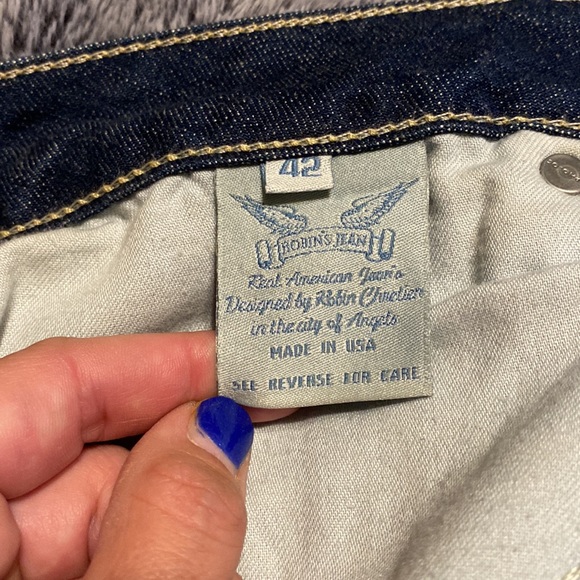 42
ROBIN'S JEAN
Real American Jean's
Designed by Robin Chretien
in the city of Angels
MADE IN USA
SEE REVERSE FOR CARE